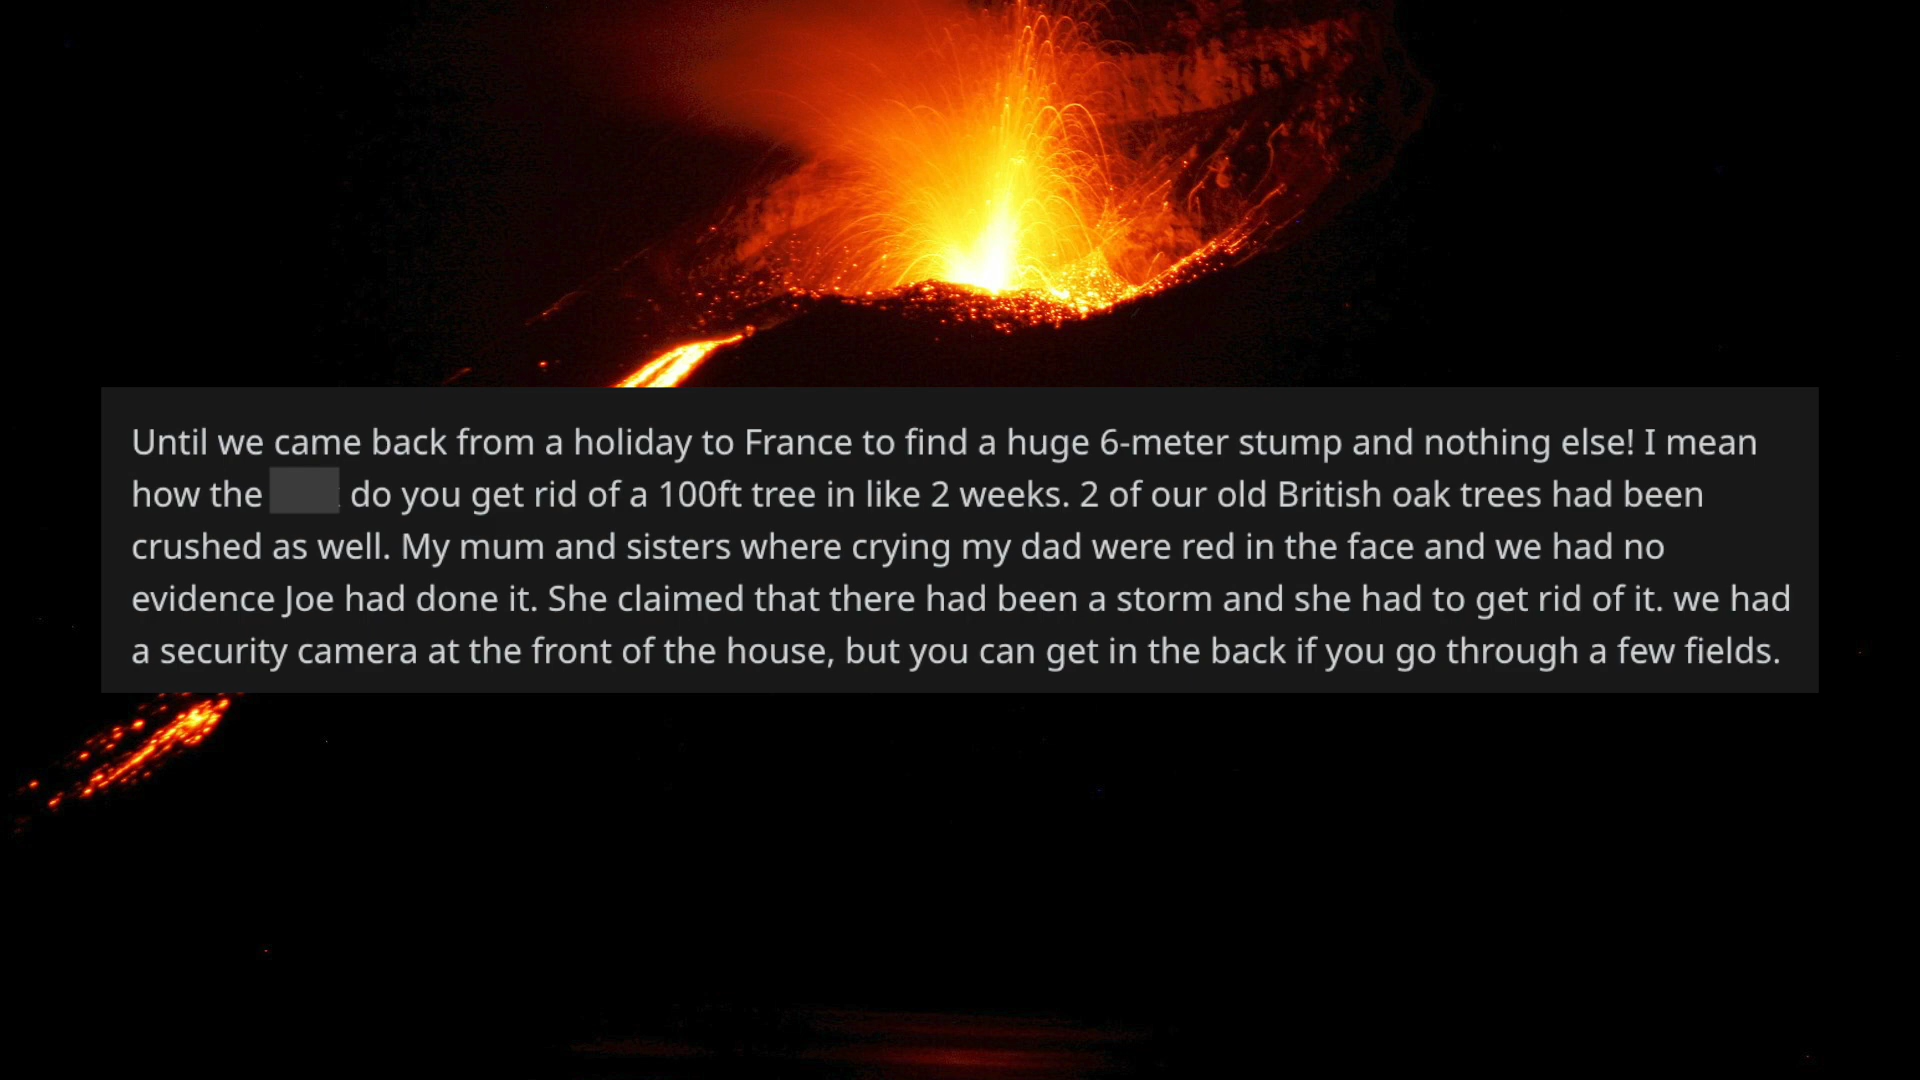 Until we came back from a holiday to France to find a huge 6-meter stump and nothing else! I mean
how the do you get rid of a 100ft tree in like 2 weeks. 2 of our old British oak trees had been
crushed as well. My mum and sisters where crying my dad were red in the face and we had no
evidence Joe had done it. She claimed that there had been a storm and she had to get rid of it. we had
a security camera at the front of the house, but you can get in the back if you go through a few fields.